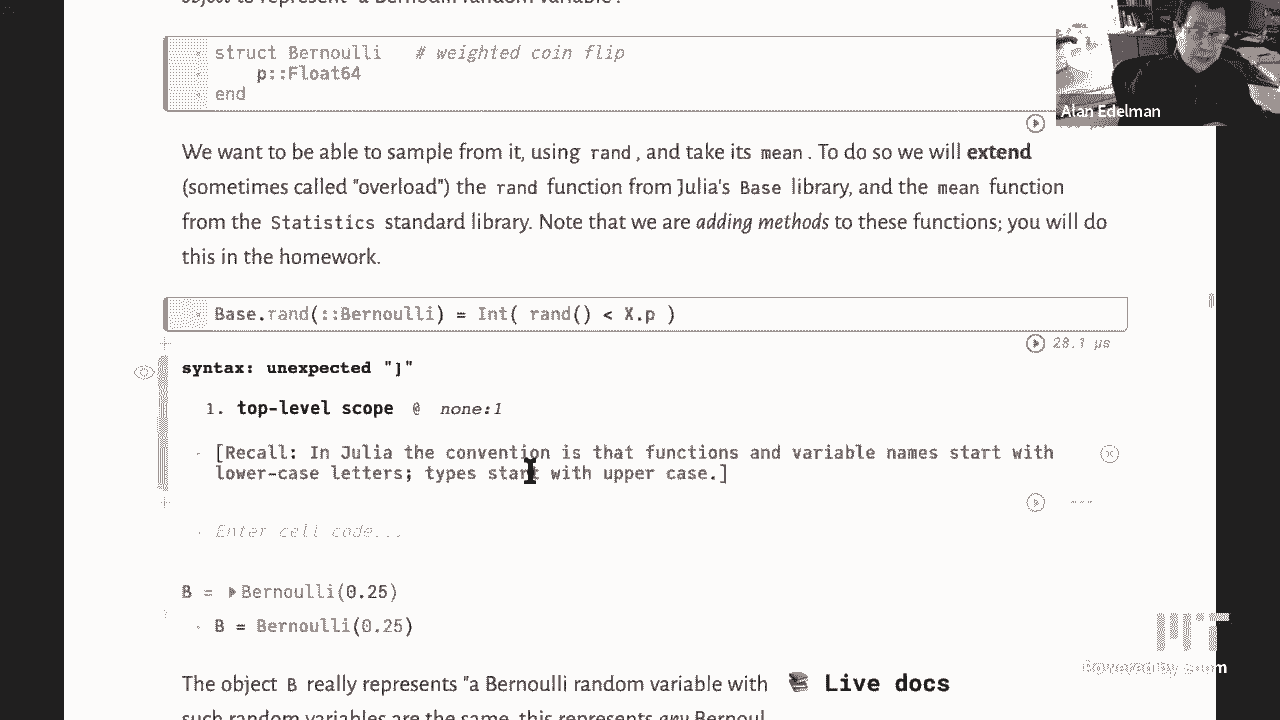 object to represent "a Bernoulli random variable".
struct Bernoulli # weighted coin flip
p::Float64
end
Alan Edelman
We want to be able to sample from it, using rand, and take its mean. To do so we will extend
(sometimes called "overload") the rand function from Julia's Base library, and the mean function
from the Statistics standard library. Note that we are adding methods to these functions; you will do
this in the homework.
Base.rand(::Bernoulli) = Int( rand() < X.p )
28.1 μs
syntax: unexpected "]"
1. top-level scope @ none:1
[Recall: In Julia the convention is that functions and variable names start with
lower-case letters; types start with upper case.]
---
Enter cell code...
B = Bernoulli(0.25)
B = Bernoulli(0.25)
MIT
Powered by Zoom
The object B really represents "a Bernoulli random variable with
Live docs
such random variables are the same, this represents any Bernoul